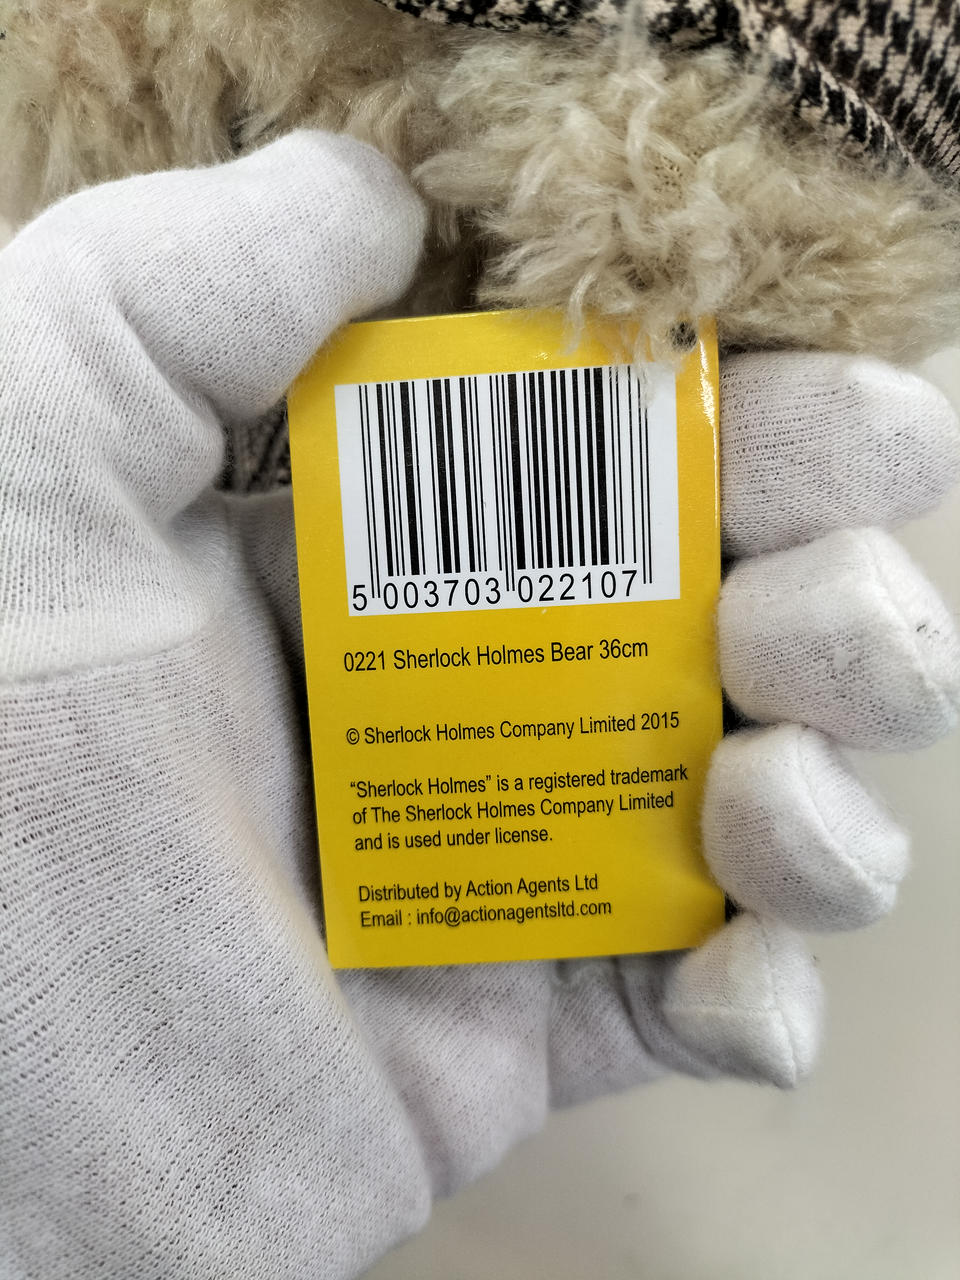 5 003703 022107
0221 Sherlock Holmes Bear 36cm
© Sherlock Holmes Company Limited 2015
“Sherlock Holmes” is a registered trademark
of The Sherlock Holmes Company Limited
and is used under license.
Distributed by Action Agents Ltd
Email : info@actionagentsltd.com